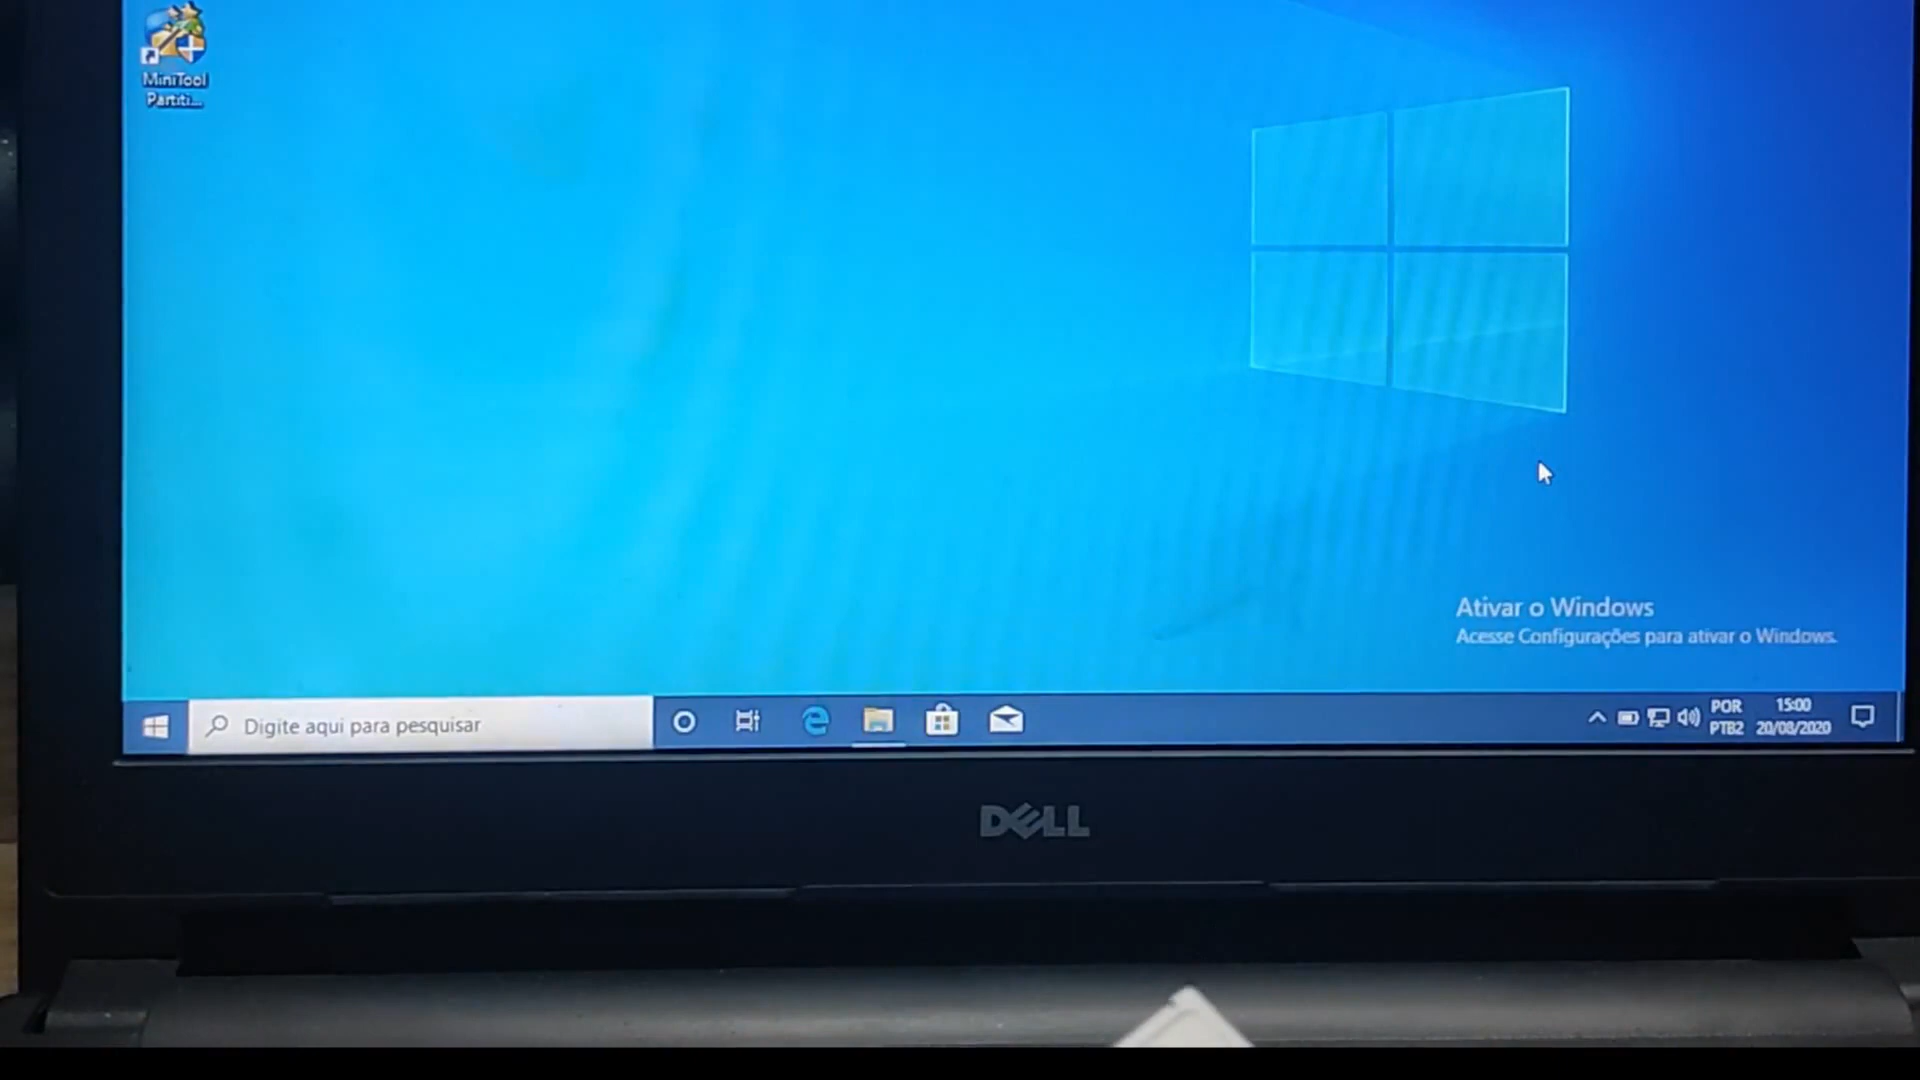 MiniTool
Partiti...
Ativar o Windows
Acesse Configurações para ativar o Windows.
Digite aqui para pesquisar
POR
PTB2
15:00
20/08/2020
DELL